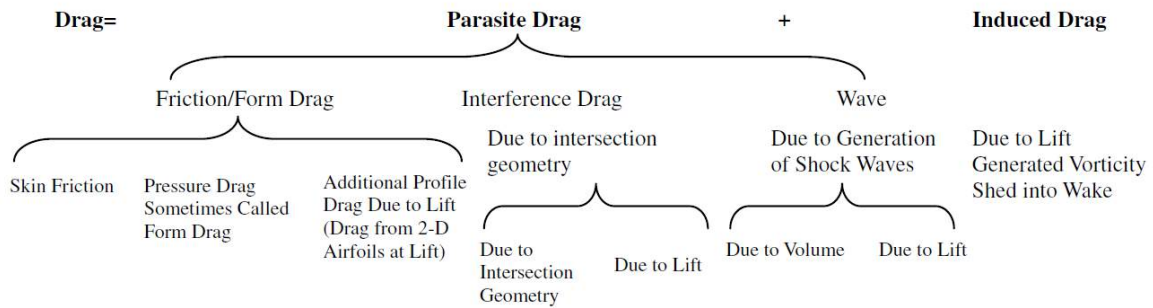 Drag= Parasite Drag + Induced Drag
Friction/Form Drag Interference Drag Wave
Due to intersection
geometry
Due to Generation
of Shock Waves
Due to Lift
Generated Vorticity
Shed into Wake
Skin Friction
Pressure Drag
Sometimes Called
Form Drag
Additional Profile
Drag Due to Lift
(Drag from 2-D
Airfoils at Lift)
Due to
Intersection
Geometry
Due to Lift
Due to Volume
Due to Lift